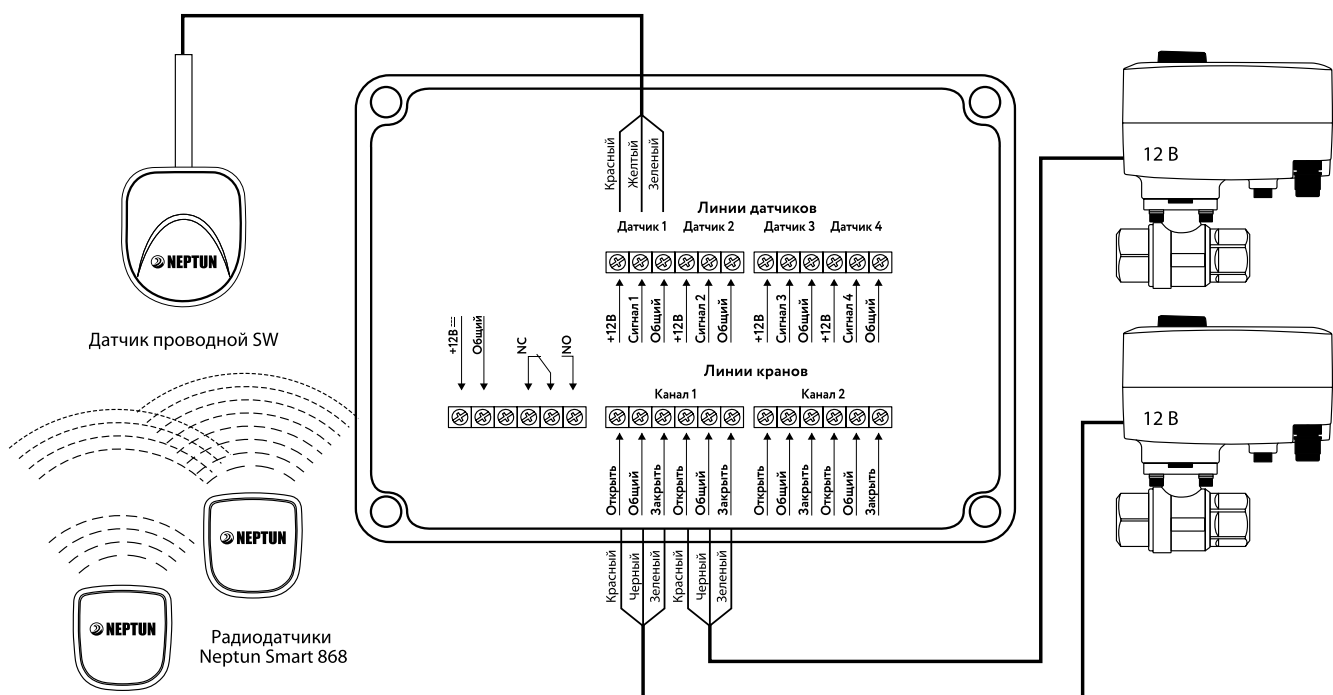 Красный
Желтый
Зеленый
Линии датчиков
Датчик 1 Датчик 2 Датчик 3 Датчик 4
+12В Сигнал 1 Общий +12В Сигнал 2 Общий +12В Сигнал 3 Общий +12В Сигнал 4 Общий
NEPTUN
Датчик проводной SW
12 В
12 В
+12В Общий NC NO
Линии кранов
Канал 1 Канал 2
Открыть Общий Закрыть Открыть Общий Закрыть Открыть Общий Закрыть Открыть Общий Закрыть
Красный Черный Зеленый Красный Черный Зеленый
NEPTUN
NEPTUN
Радиодатчики
Neptun Smart 868